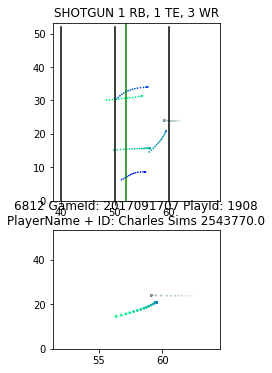 SHOTGUN 1 RB, 1 TE, 3 WR
50
40
30
20
10
0
40 50 60
6812 GameId: 2017091707 PlayId: 1908
PlayerName + ID: Charles Sims 2543770.0
40
20
0
55 60